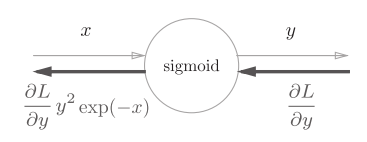 x y
sigmoid
∂L/∂y y² exp(−x) ∂L/∂y